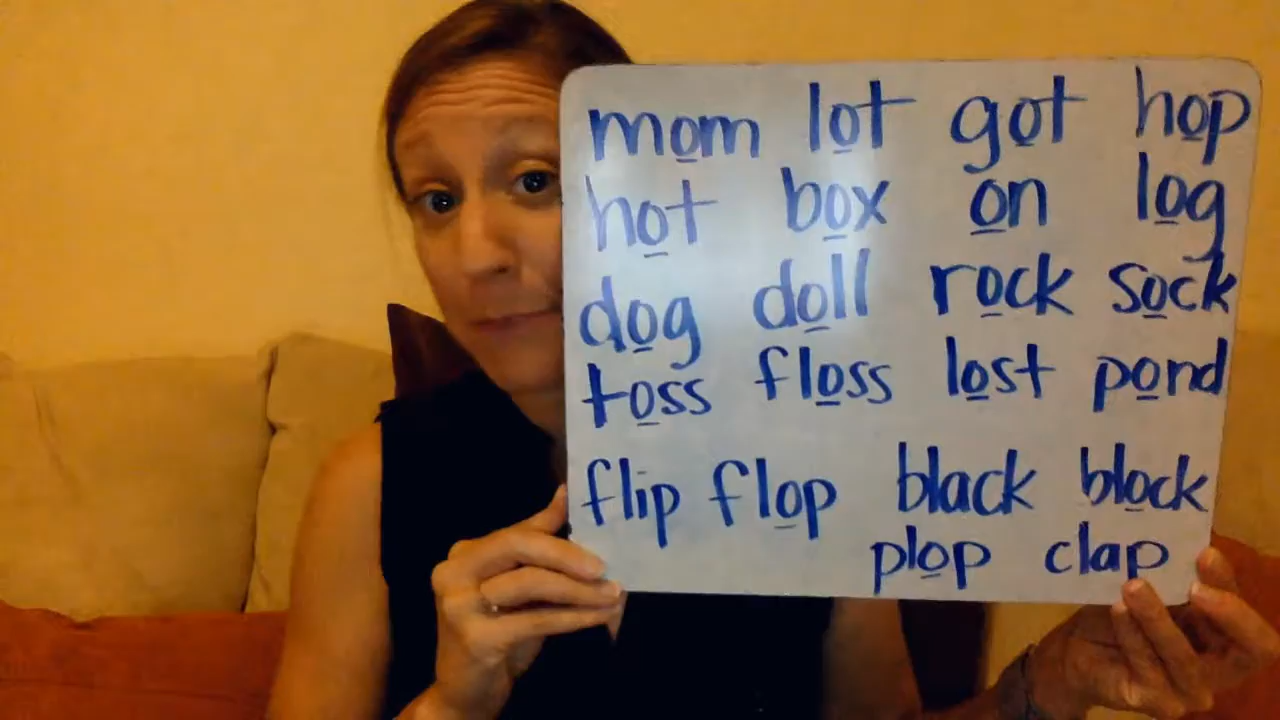 mom lot got hop
hot box on log
dog doll rock sock
toss floss lost pond
flip flop black block
plop clap